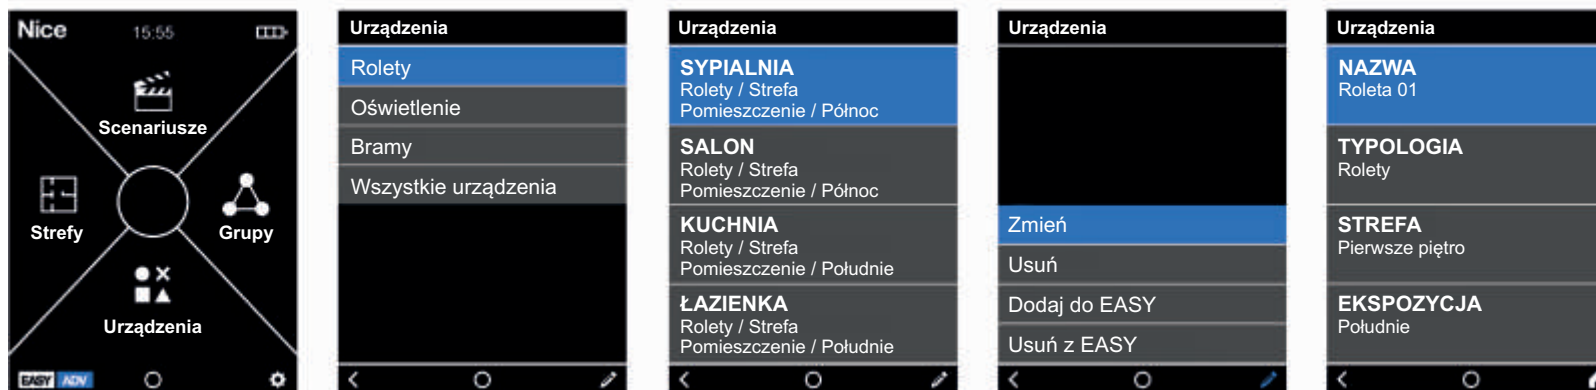 Nice
15:55
Scenariusze
Strefy
Grupy
Urządzenia
EASY ADV
Urządzenia
Rolety
Oświetlenie
Bramy
Wszystkie urządzenia
Urządzenia
SYPIALNIA
Rolety / Strefa
Pomieszczenie / Północ
SALON
Rolety / Strefa
Pomieszczenie / Północ
KUCHNIA
Rolety / Strefa
Pomieszczenie / Południe
ŁAZIENKA
Rolety / Strefa
Pomieszczenie / Południe
Urządzenia
Zmień
Usuń
Dodaj do EASY
Usuń z EASY
Urządzenia
NAZWA
Roleta 01
TYPOLOGIA
Rolety
STREFA
Pierwsze piętro
EKSPOZYCJA
Południe